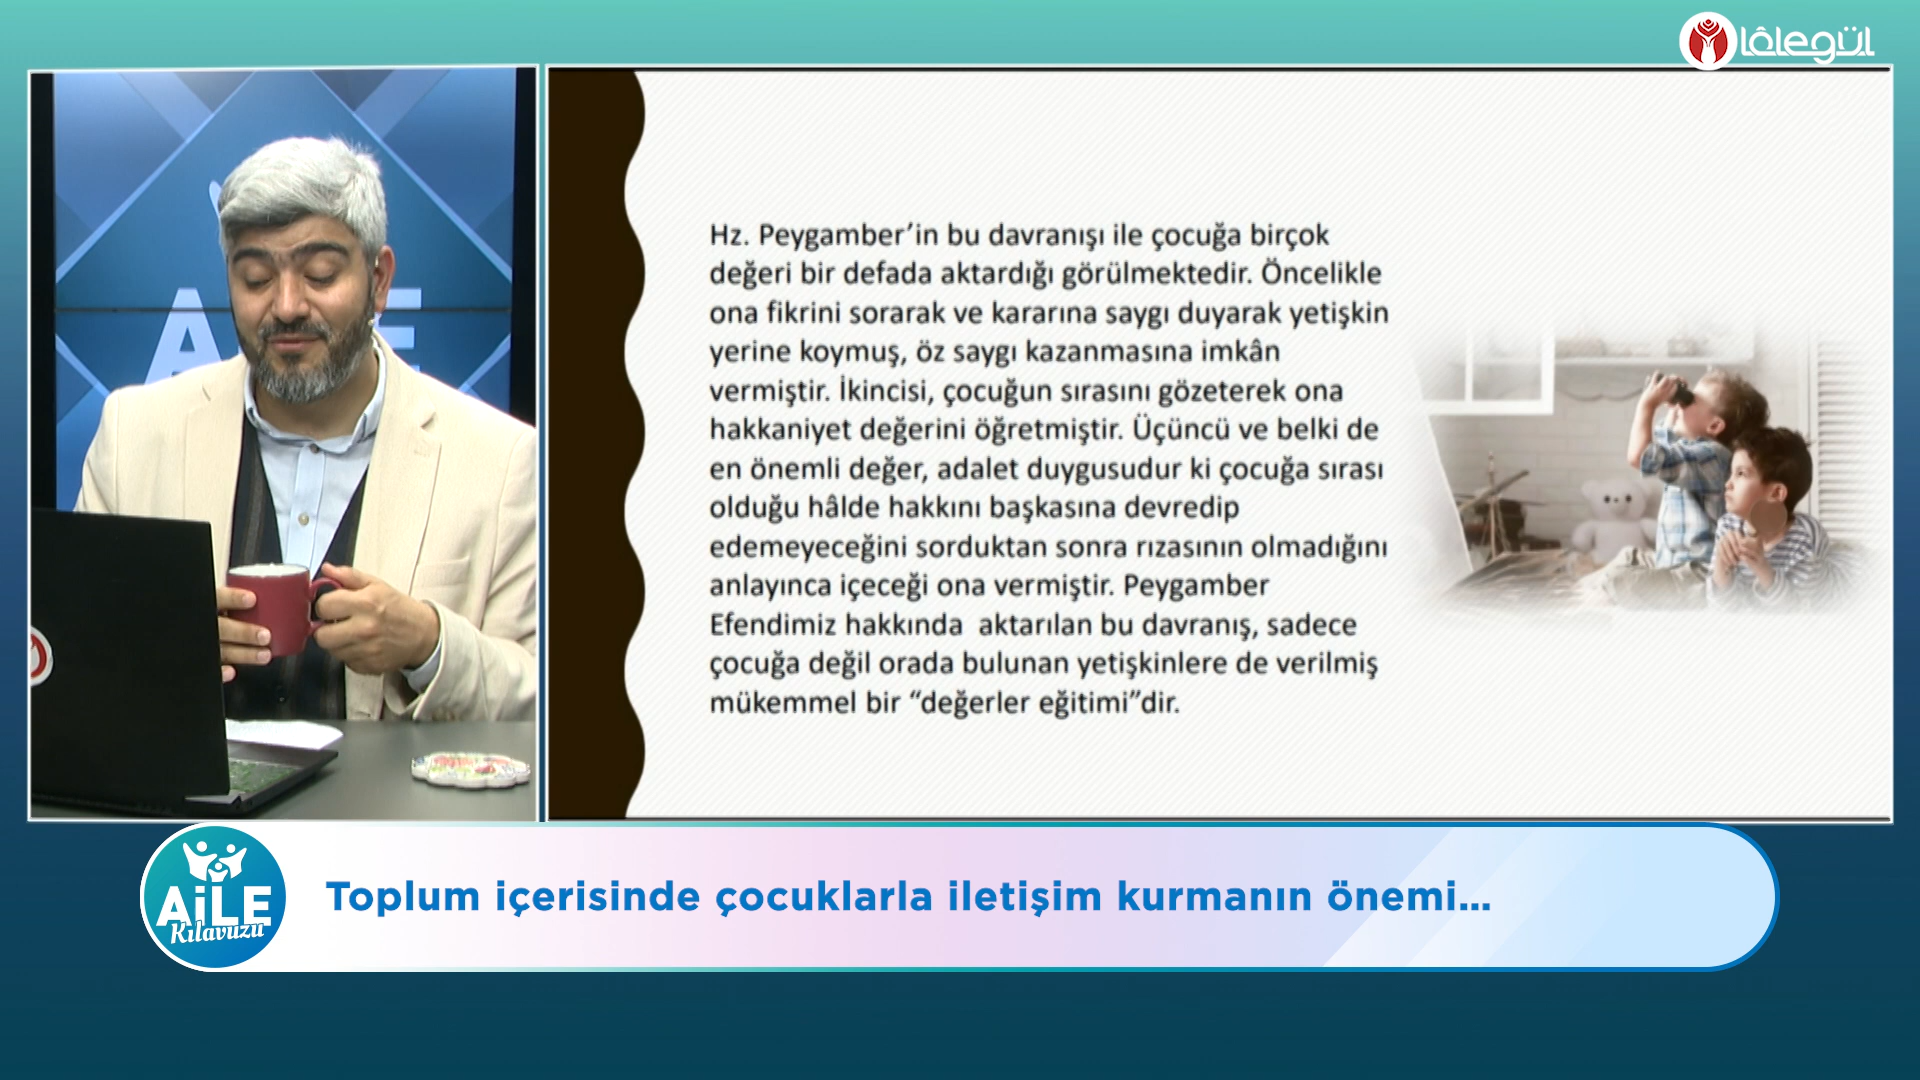 lâlegül
Hz. Peygamber’in bu davranışı ile çocuğa birçok
değeri bir defada aktardığı görülmektedir. Öncelikle
ona fikrini sorarak ve kararına saygı duyarak yetişkin
yerine koymuş, öz saygı kazanmasına imkân
vermiştir. İkincisi, çocuğun sırasını gözeterek ona
hakkaniyet değerini öğretmiştir. Üçüncü ve belki de
en önemli değer, adalet duygusudur ki çocuğa sırası
olduğu hâlde hakkını başkasına devredip
edemeyeceğini sorduktan sonra rızasının olmadığını
anlayınca içeceği ona vermiştir. Peygamber
Efendimiz hakkında  aktarılan bu davranış, sadece
çocuğa değil orada bulunan yetişkinlere de verilmiş
mükemmel bir “değerler eğitimi”dir.
AiLE
Kılavuzu
Toplum içerisinde çocuklarla iletişim kurmanın önemi...